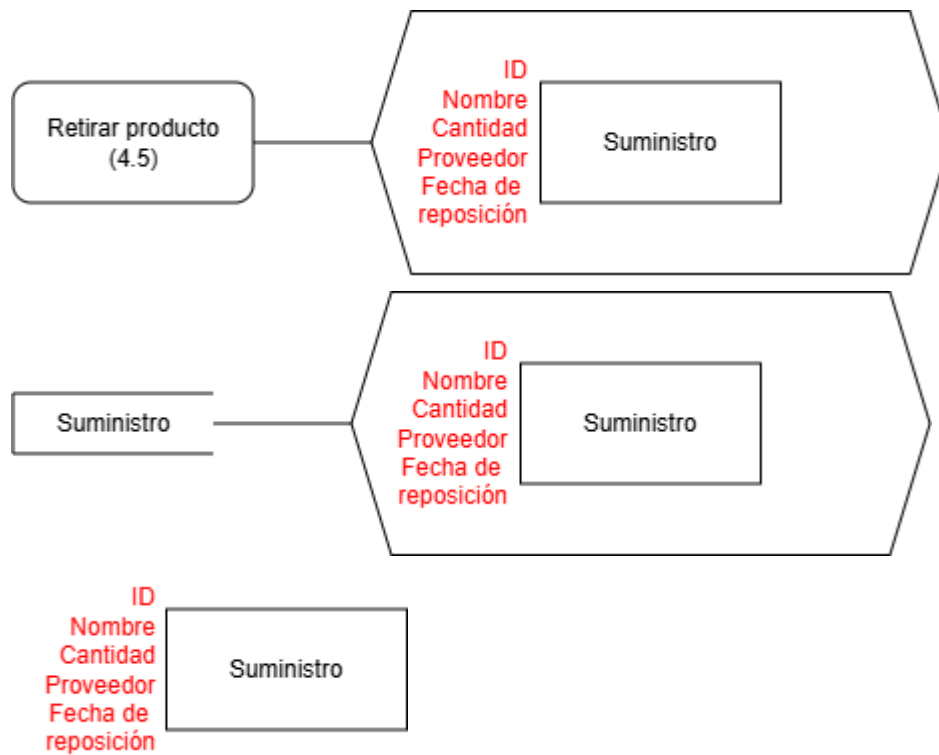 Retirar producto
(4.5)
ID
Nombre
Cantidad
Proveedor
Fecha de
reposición
Suministro
Suministro
ID
Nombre
Cantidad
Proveedor
Fecha de
reposición
Suministro
ID
Nombre
Cantidad
Proveedor
Fecha de
reposición
Suministro